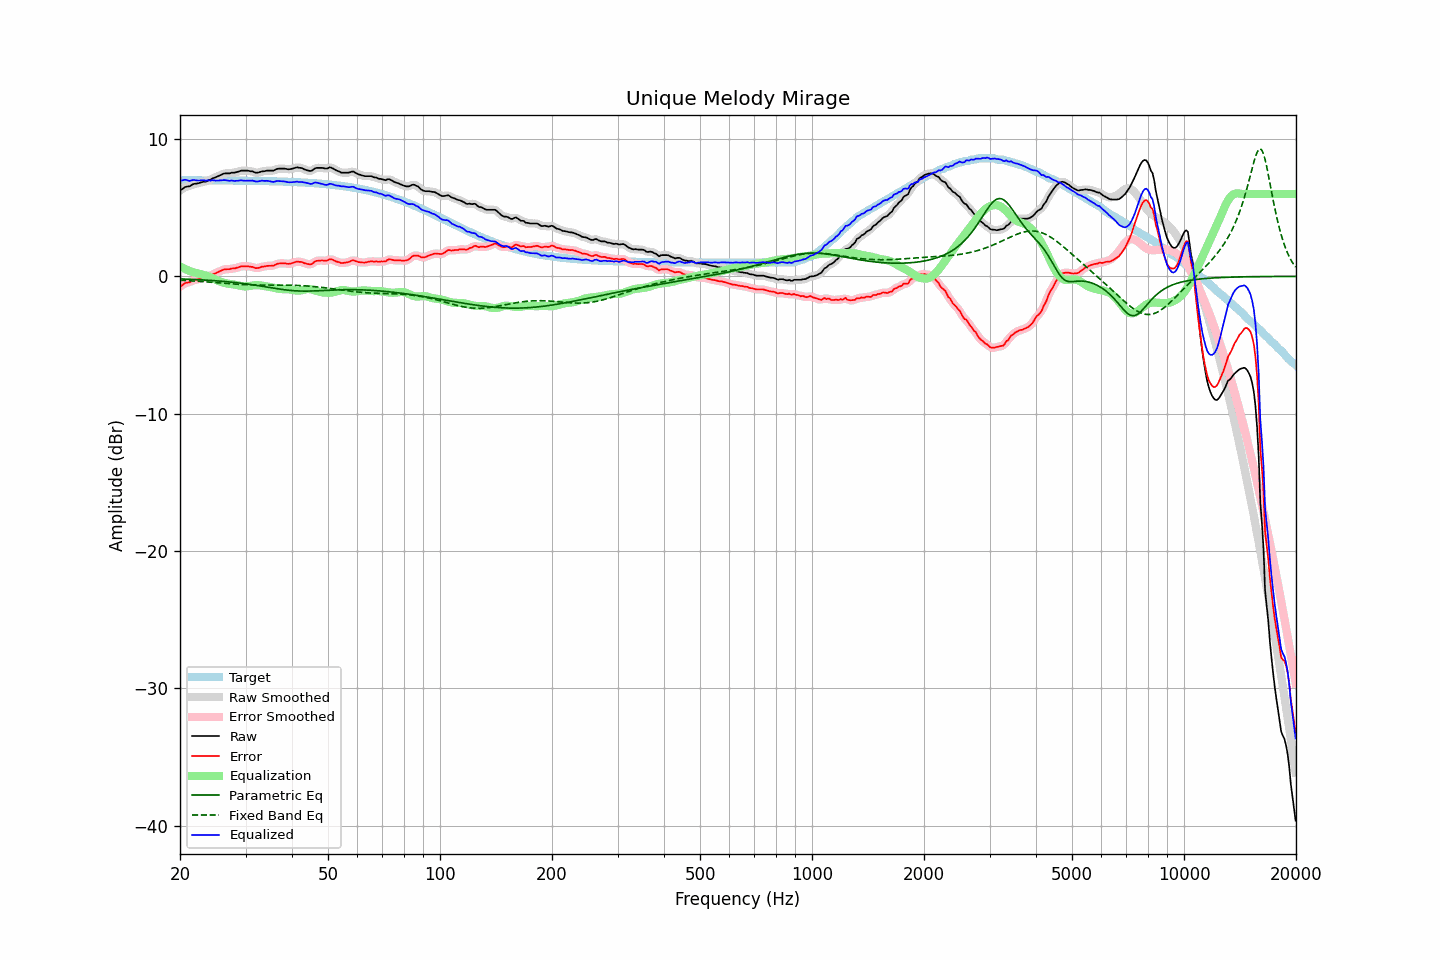 Unique Melody Mirage
Amplitude (dBr)
10
0
−10
−20
−30
−40
Target
Raw Smoothed
Error Smoothed
Raw
Error
Equalization
Parametric Eq
Fixed Band Eq
Equalized
20 50 100 200 500 1000 2000 5000 10000 20000
Frequency (Hz)